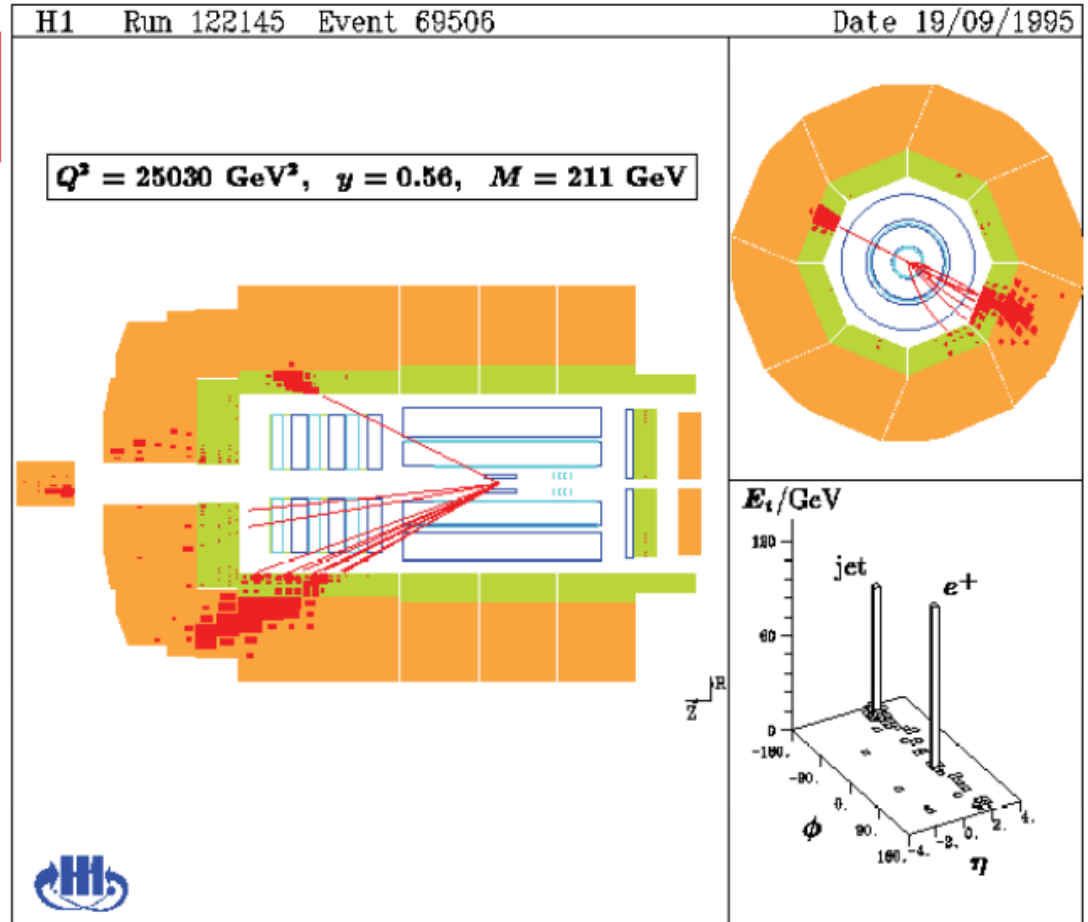 H1 Run 122145 Event 69506 Date 19/09/1995
Q² = 25030 GeV², y = 0.56, M = 211 GeV
R
Z
E_t/GeV
120
jet
e⁺
60
0
-180.
-90.
0.
90.
180.
ϕ
-4.
-2.
0.
2.
4.
η
H1